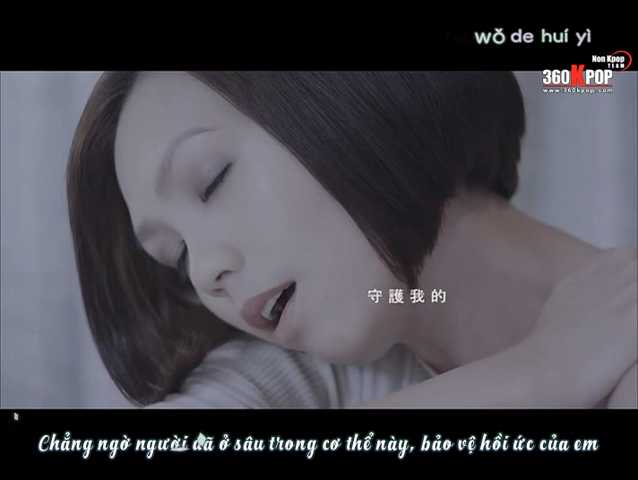 wǒ de huí yì
Non Kpop
TEAM
360KPOP
www.360kpop.com
守護我的
Chẳng ngờ người đã ở sâu trong cơ thể này, bảo vệ hồi ức của em